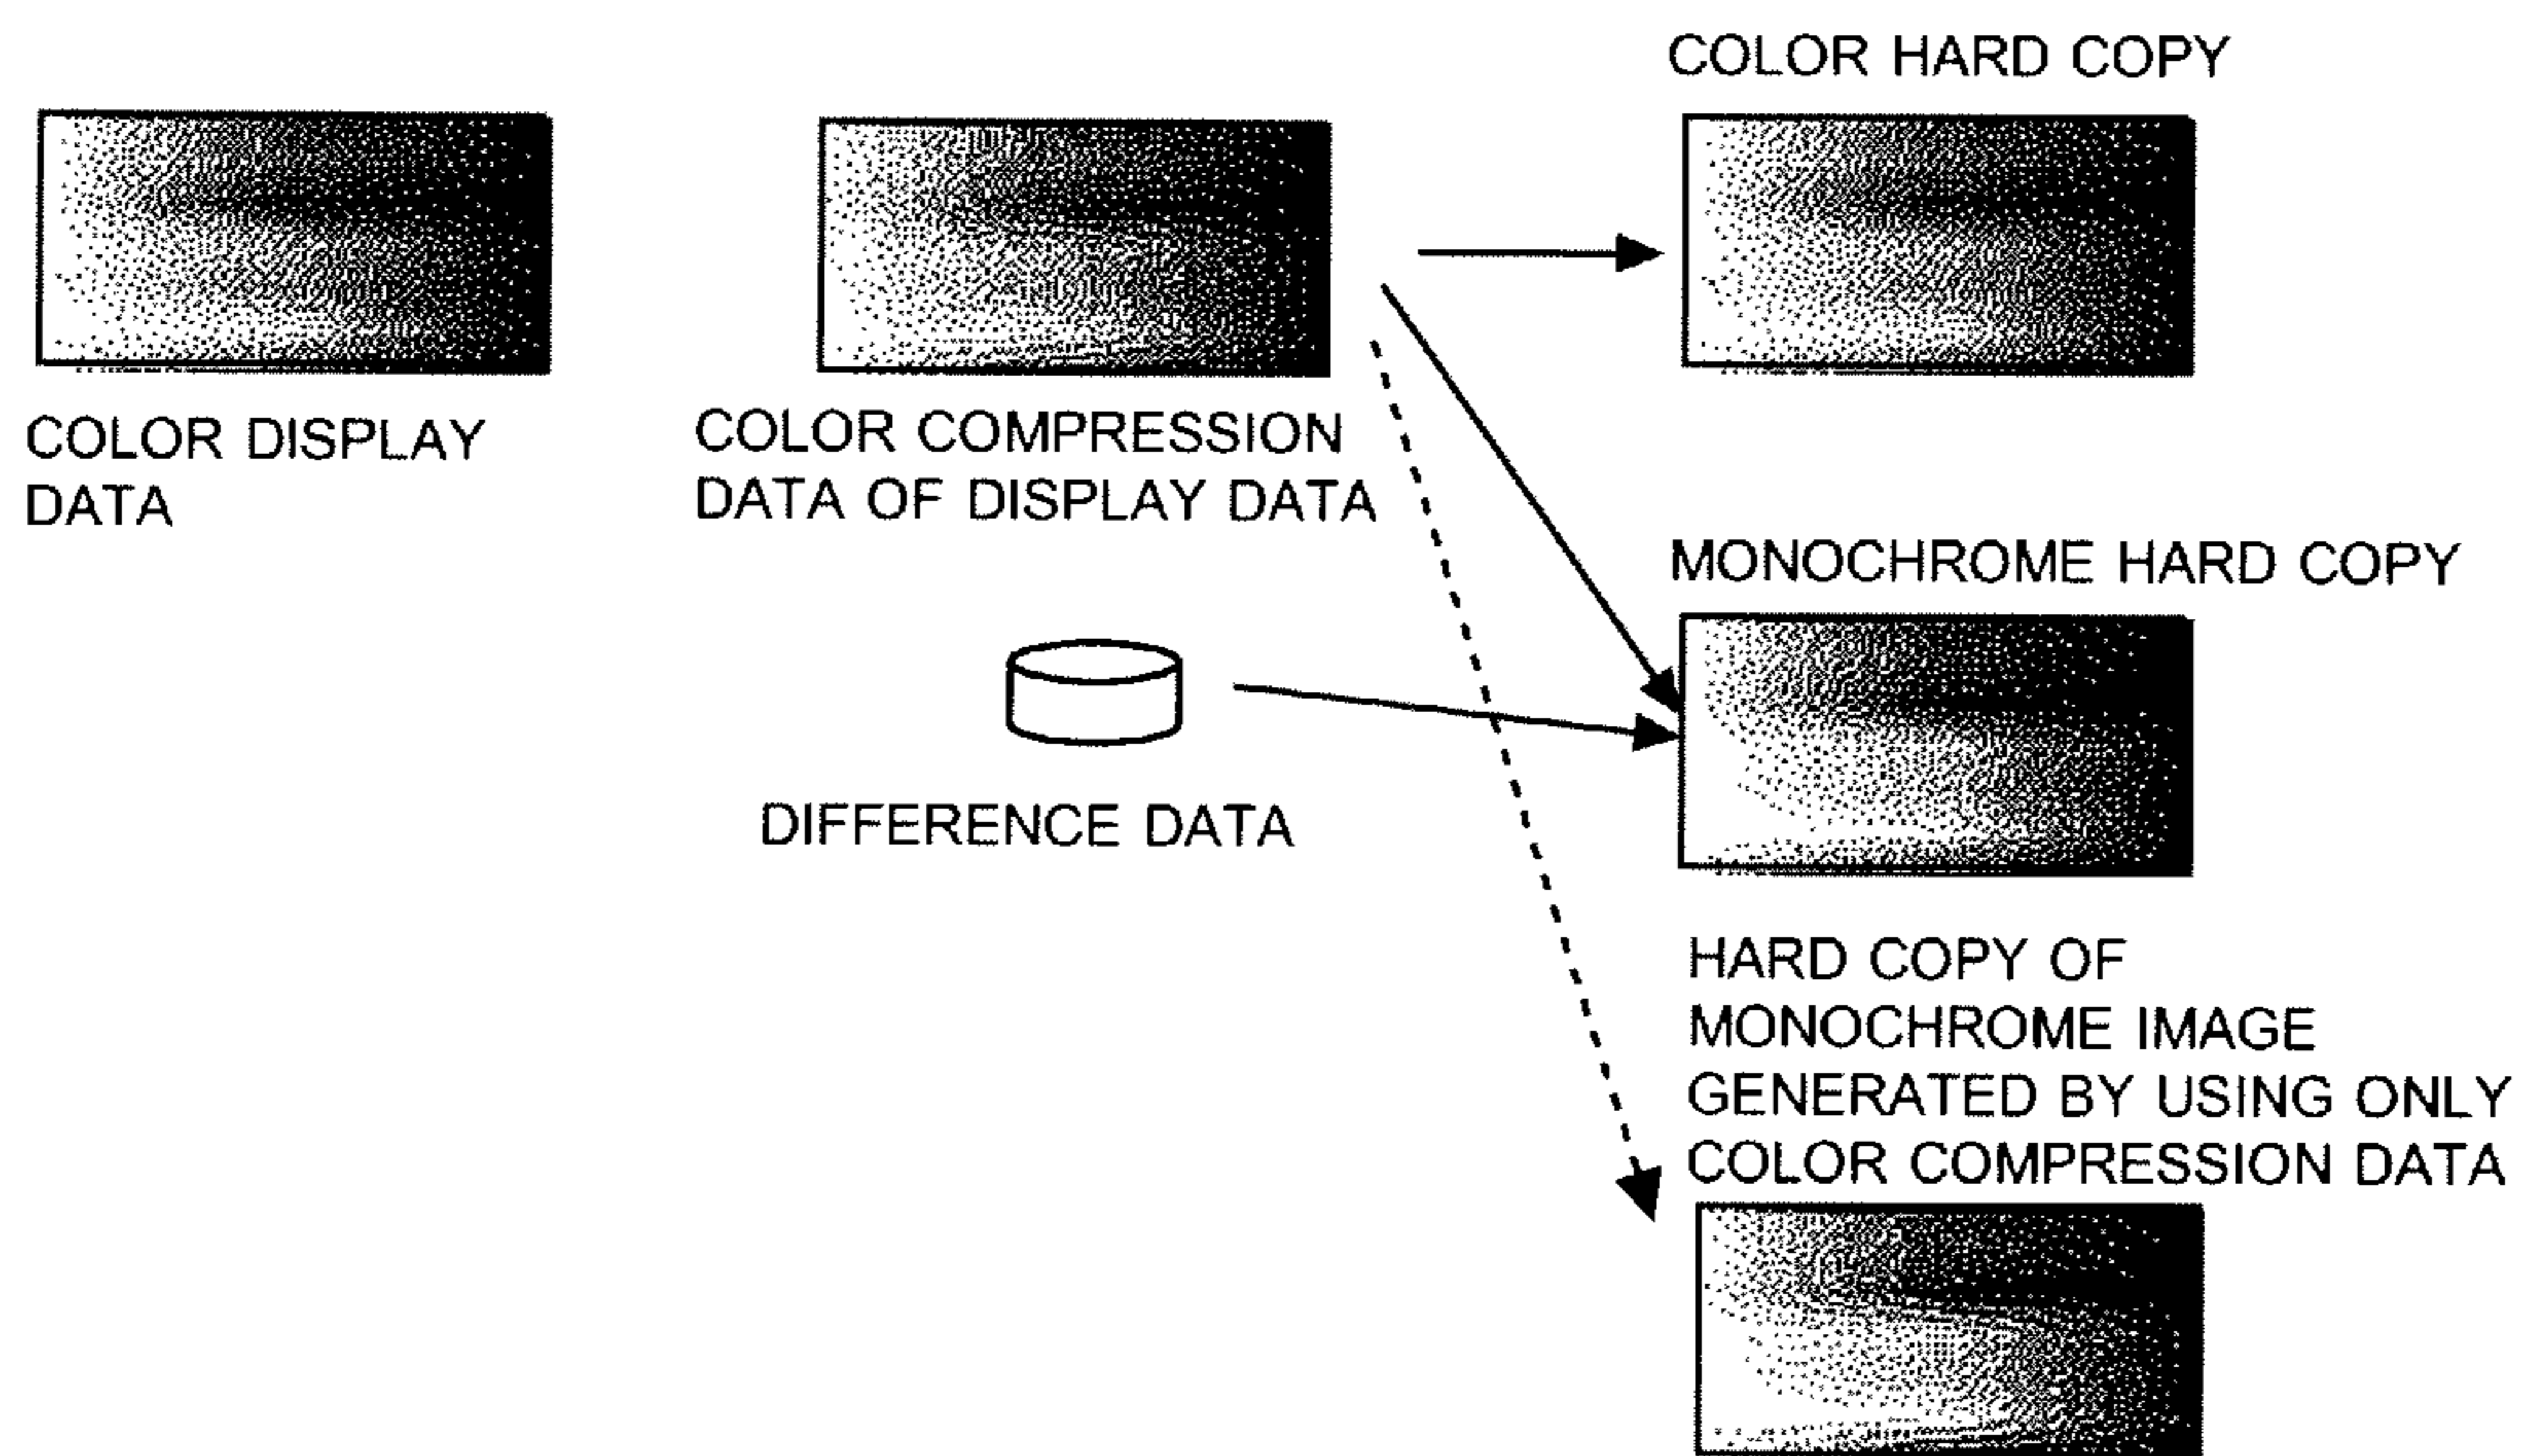 COLOR HARD COPY
COLOR DISPLAY
DATA
COLOR COMPRESSION
DATA OF DISPLAY DATA
MONOCHROME HARD COPY
DIFFERENCE DATA
HARD COPY OF
MONOCHROME IMAGE
GENERATED BY USING ONLY
COLOR COMPRESSION DATA